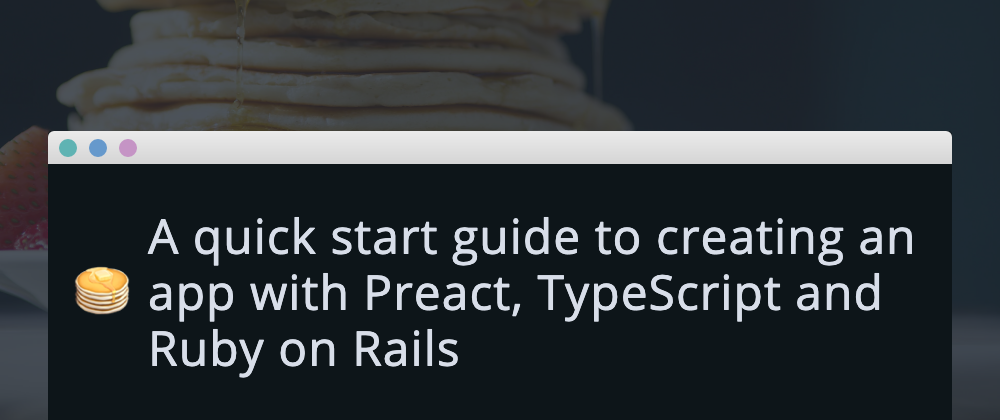 A quick start guide to creating an
app with Preact, TypeScript and
Ruby on Rails